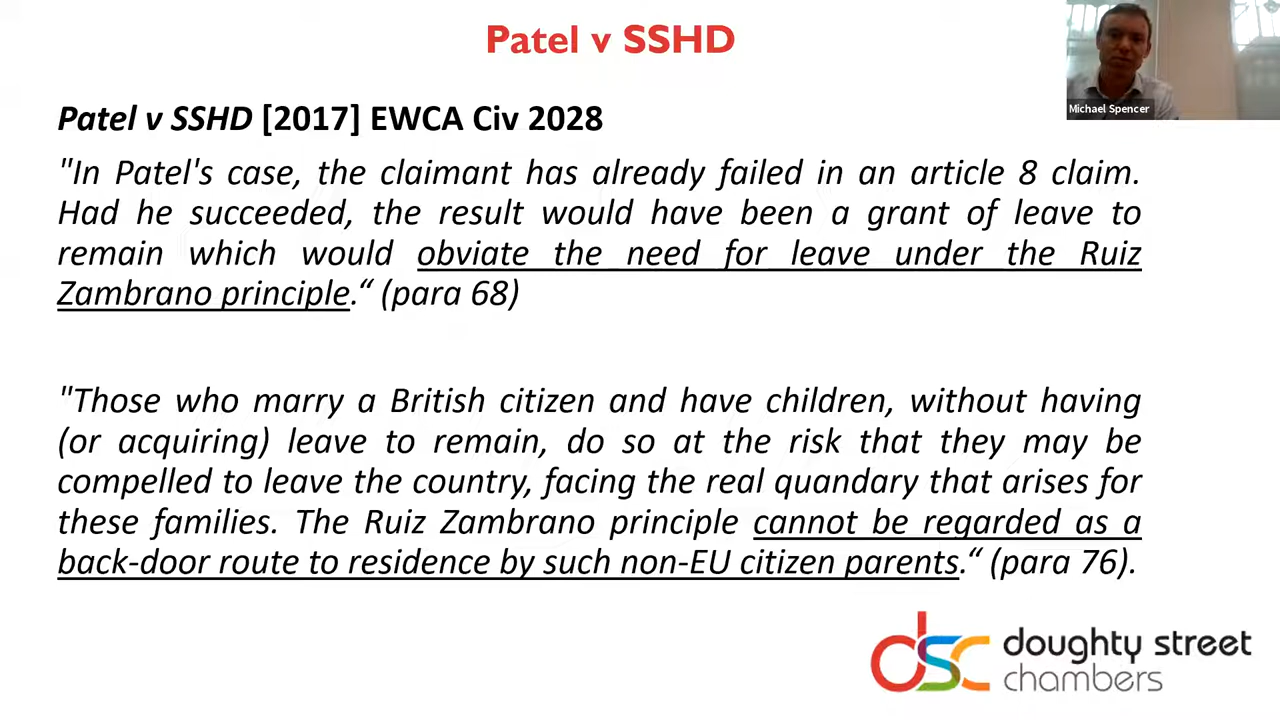 Patel v SSHD
Michael Spencer
Patel v SSHD [2017] EWCA Civ 2028
"In Patel's case, the claimant has already failed in an article 8 claim.
Had he succeeded, the result would have been a grant of leave to
remain which would obviate the need for leave under the Ruiz
Zambrano principle.“ (para 68)
"Those who marry a British citizen and have children, without having
(or acquiring) leave to remain, do so at the risk that they may be
compelled to leave the country, facing the real quandary that arises for
these families. The Ruiz Zambrano principle cannot be regarded as a
back-door route to residence by such non-EU citizen parents.“ (para 76).
dsc doughty street
chambers